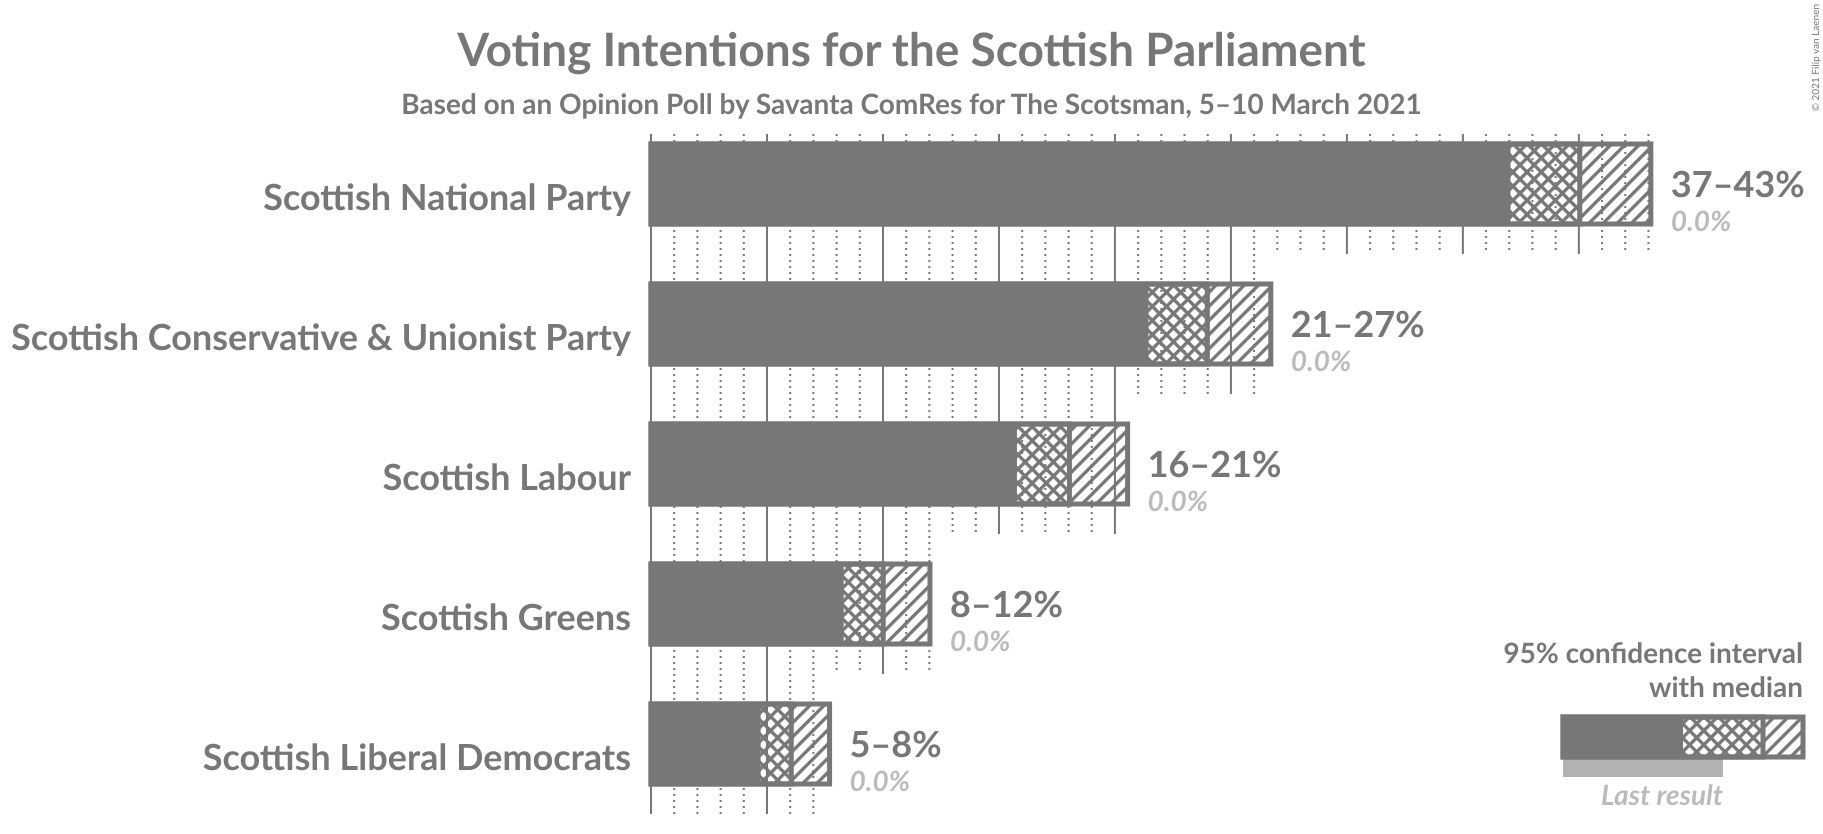 Voting Intentions for the Scottish Parliament
Based on an Opinion Poll by Savanta ComRes for The Scotsman, 5–10 March 2021
© 2021 Filip van Laenen
Scottish National Party
37–43%
0.0%
Scottish Conservative & Unionist Party
21–27%
0.0%
Scottish Labour
16–21%
0.0%
Scottish Greens
8–12%
0.0%
Scottish Liberal Democrats
5–8%
0.0%
95% confidence interval
with median
Last result